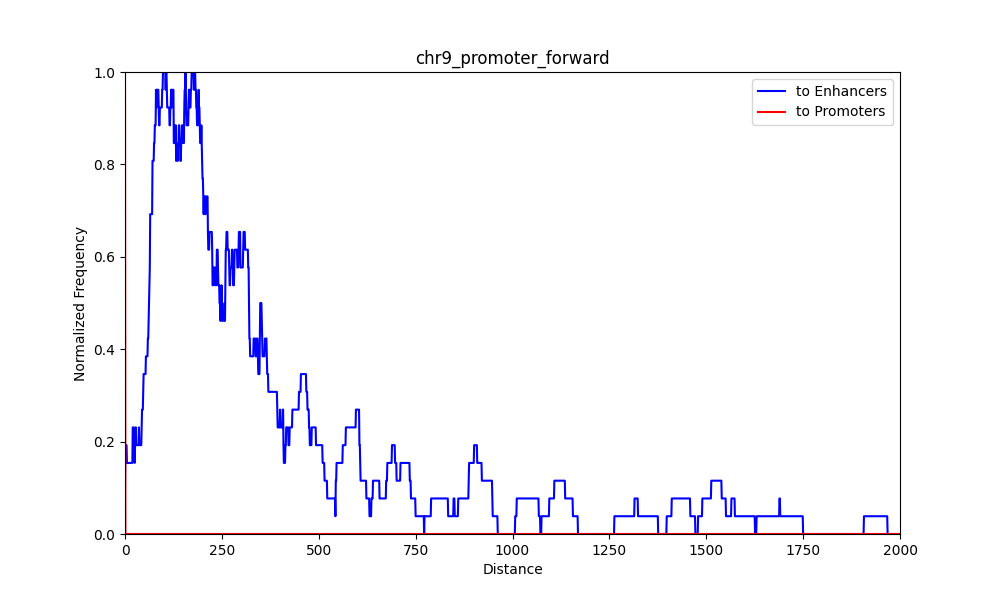 chr9_promoter_forward
to Enhancers
to Promoters
Normalized Frequency
1.0
0.8
0.6
0.4
0.2
0.0
0 250 500 750 1000 1250 1500 1750 2000
Distance